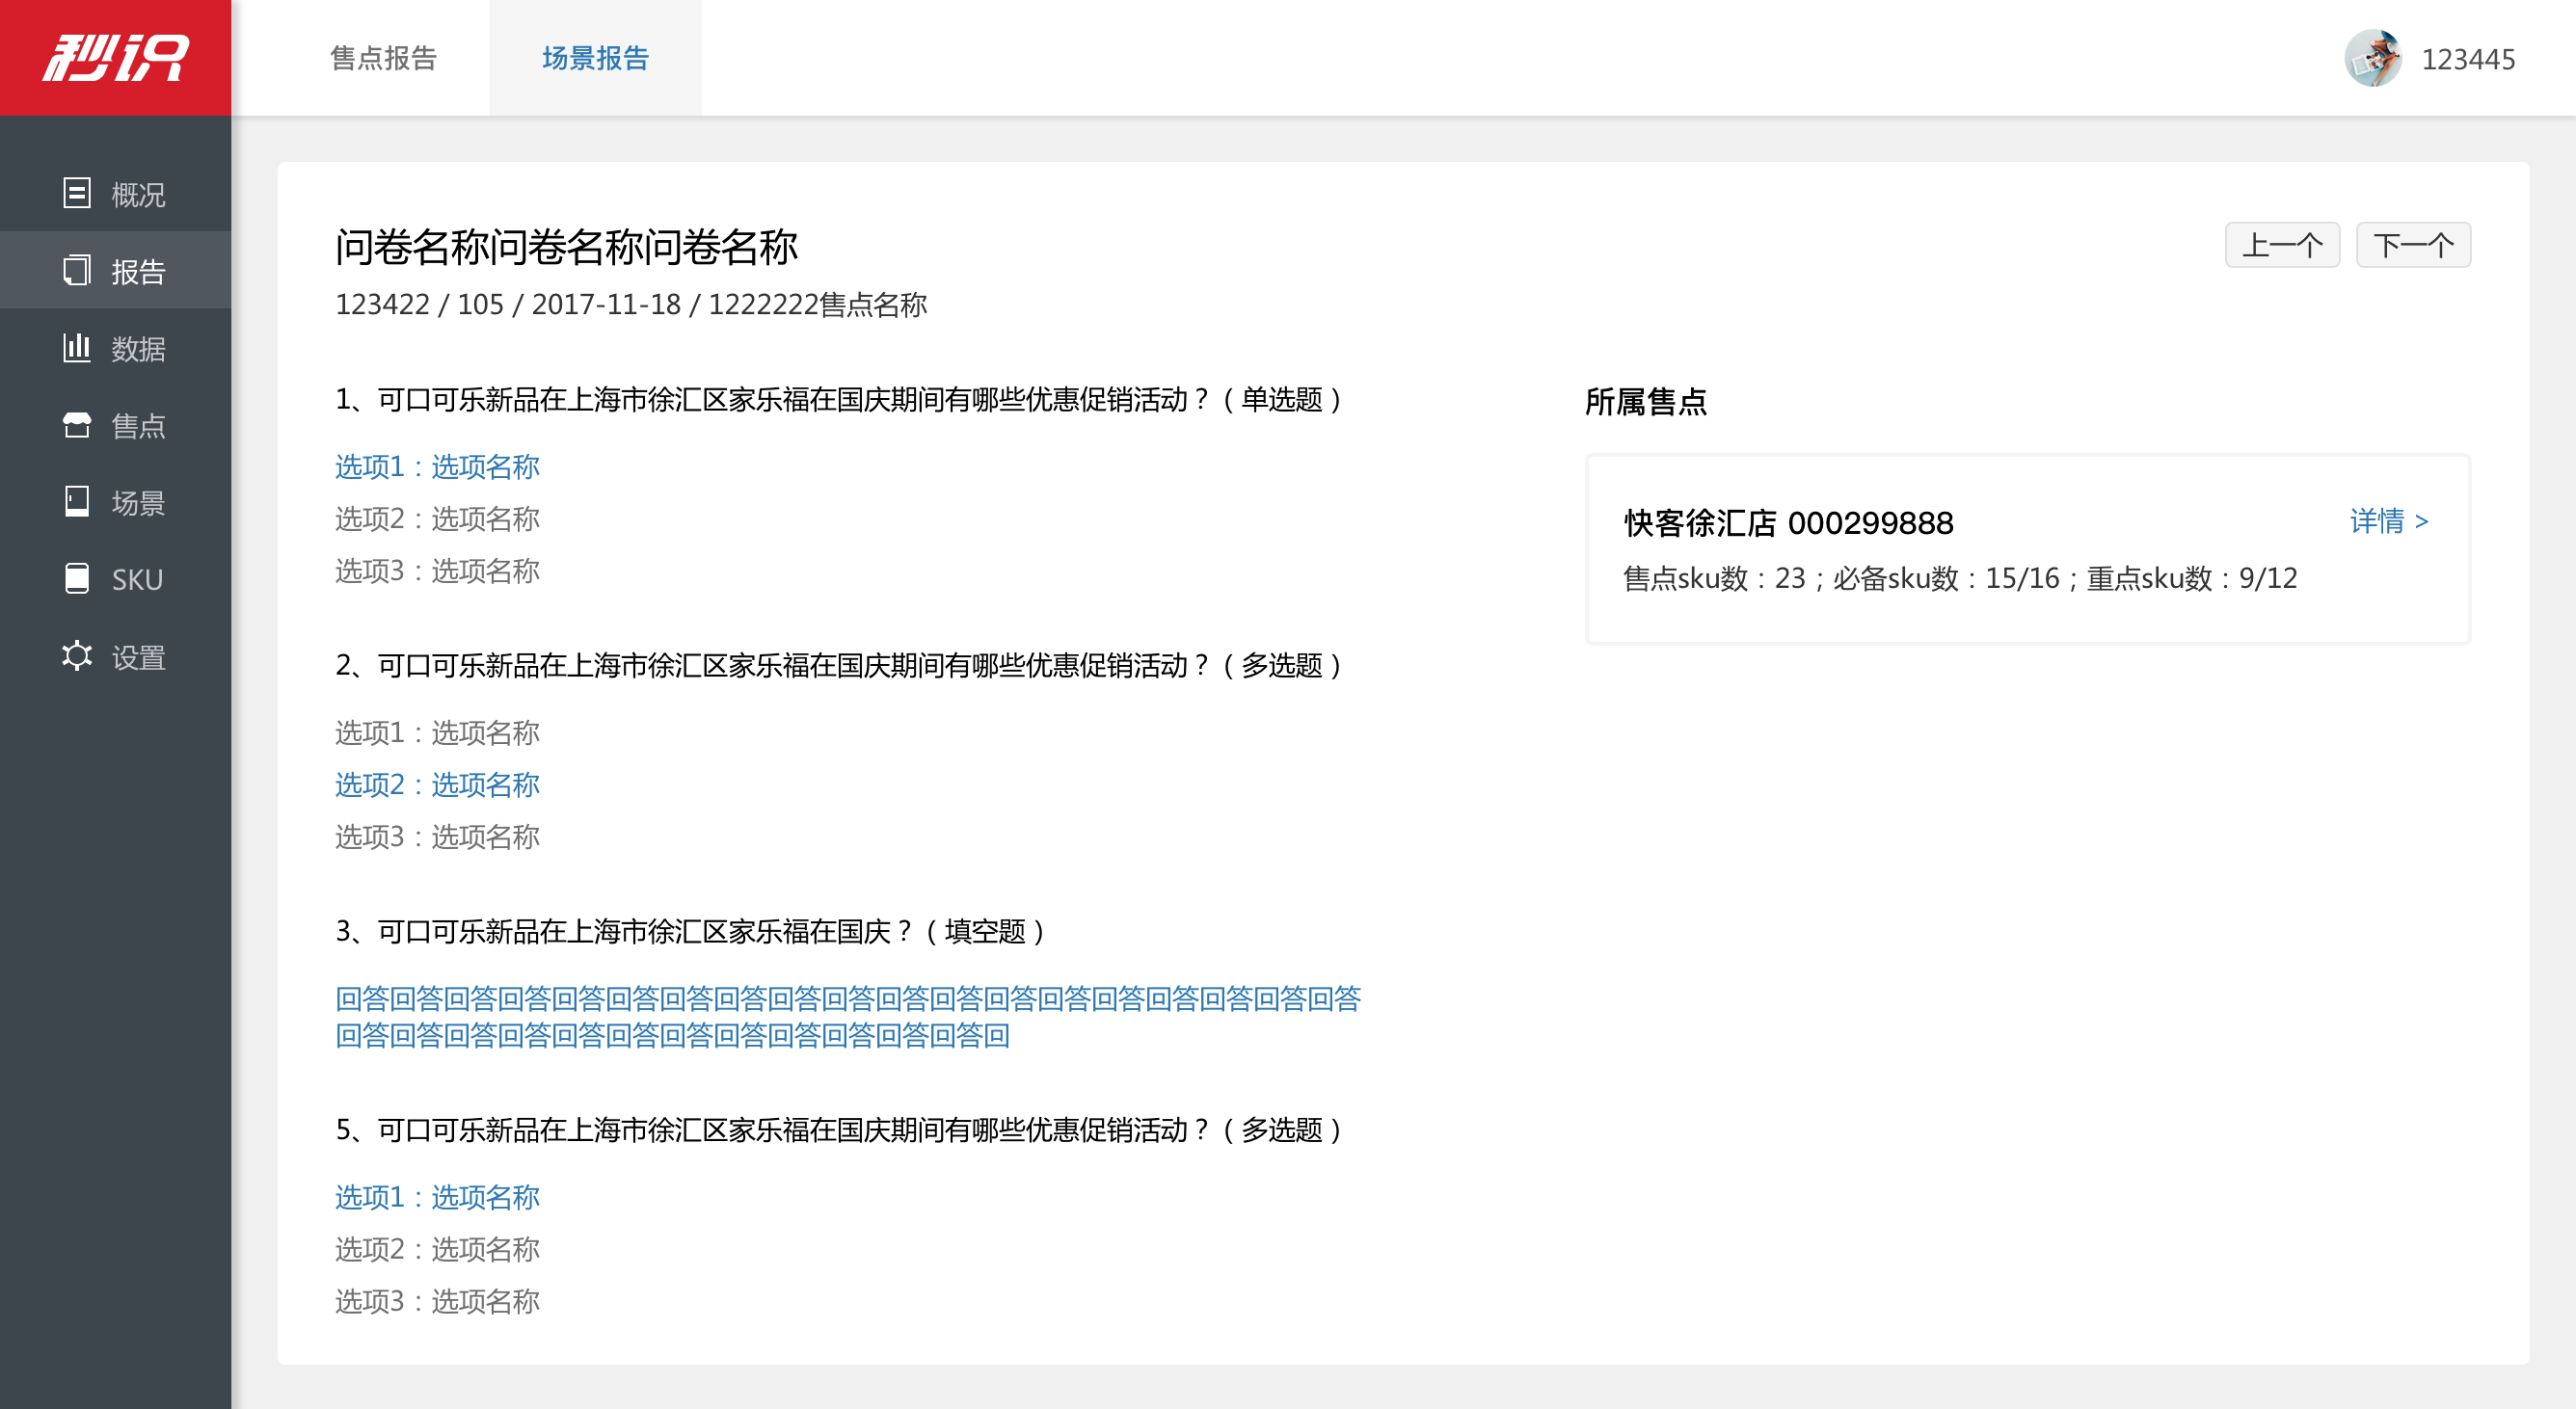 秒识
售点报告
场景报告
123445
概况
报告
数据
售点
场景
SKU
设置
问卷名称问卷名称问卷名称
上一个
下一个
123422 / 105 / 2017-11-18 / 1222222售点名称
1、可口可乐新品在上海市徐汇区家乐福在国庆期间有哪些优惠促销活动？（单选题）
选项1：选项名称
选项2：选项名称
选项3：选项名称
2、可口可乐新品在上海市徐汇区家乐福在国庆期间有哪些优惠促销活动？（多选题）
选项1：选项名称
选项2：选项名称
选项3：选项名称
3、可口可乐新品在上海市徐汇区家乐福在国庆？（填空题）
回答回答回答回答回答回答回答回答回答回答回答回答回答回答回答回答回答回答回答
回答回答回答回答回答回答回答回答回答回答回答回答回
5、可口可乐新品在上海市徐汇区家乐福在国庆期间有哪些优惠促销活动？（多选题）
选项1：选项名称
选项2：选项名称
选项3：选项名称
所属售点
快客徐汇店 000299888
详情 >
售点sku数：23；必备sku数：15/16；重点sku数：9/12